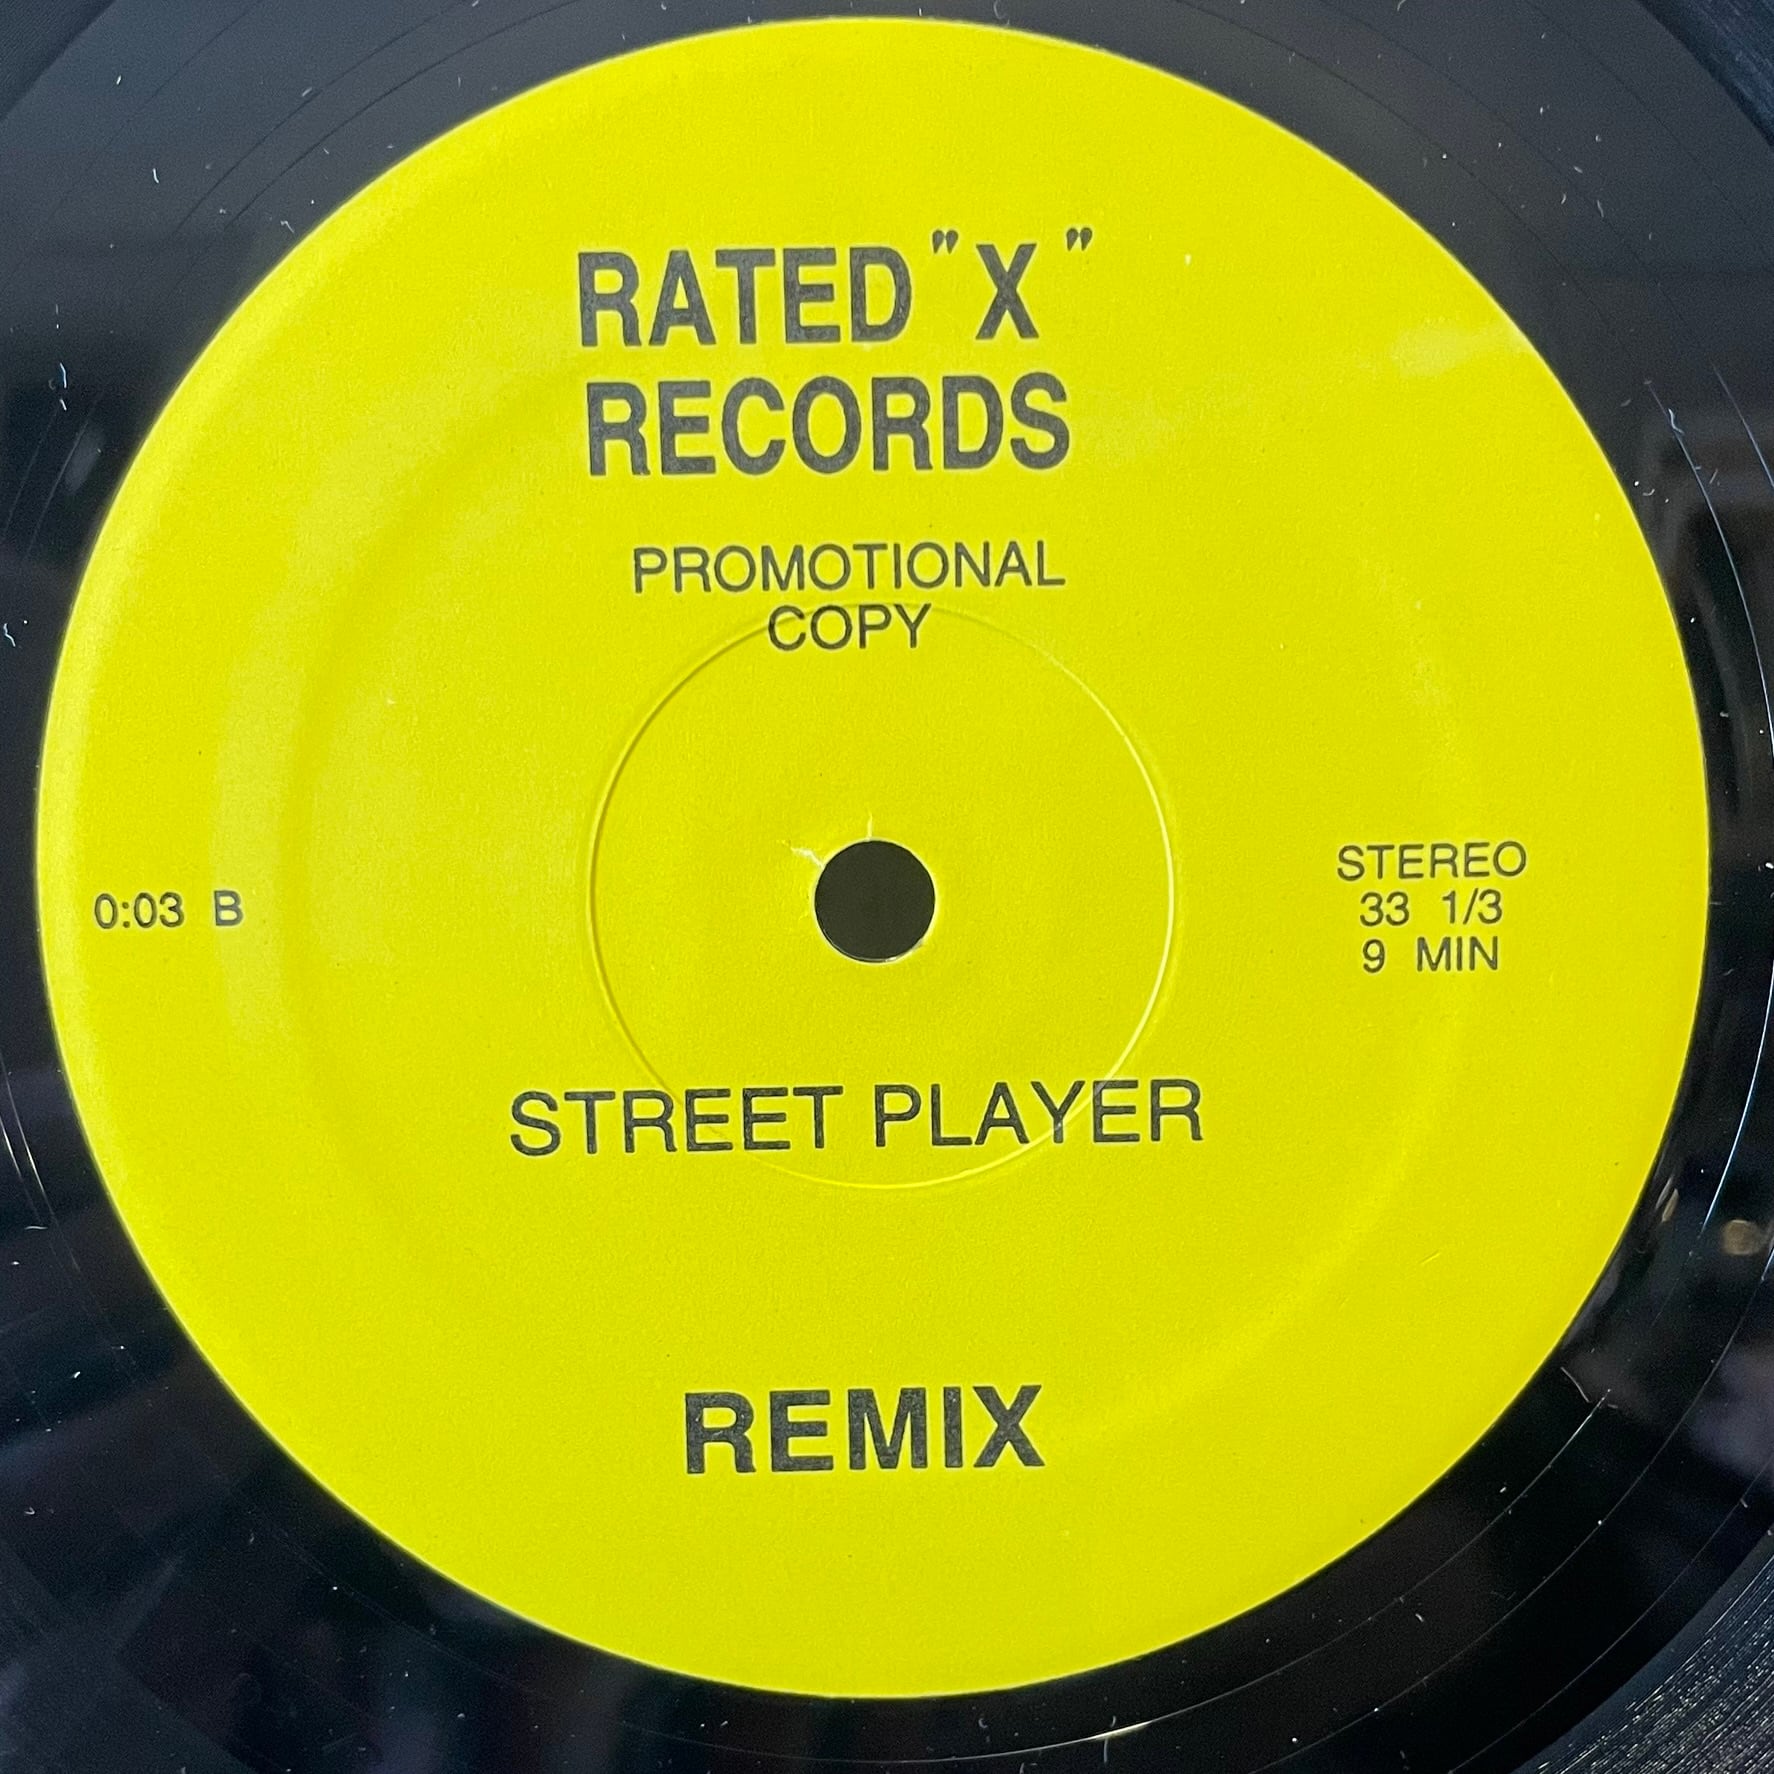 RATED "X"
RECORDS
PROMOTIONAL
COPY
0:03 B
STEREO
33 1/3
9 MIN
STREET PLAYER
REMIX